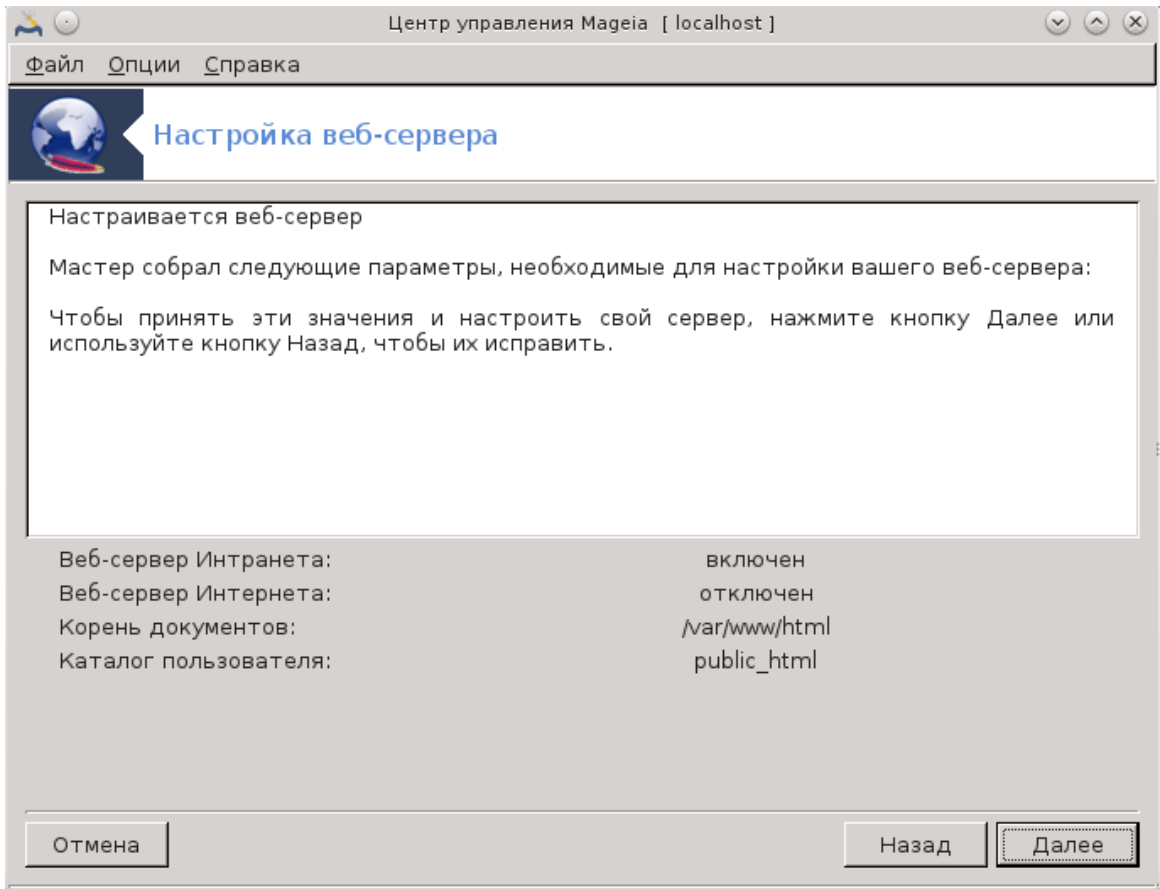 Центр управления Mageia [ localhost ]
Файл Опции Справка
Настройка веб-сервера
Настраивается веб-сервер
Мастер собрал следующие параметры, необходимые для настройки вашего веб-сервера:
Чтобы принять эти значения и настроить свой сервер, нажмите кнопку Далее или
используйте кнопку Назад, чтобы их исправить.
Веб-сервер Интранета: включен
Веб-сервер Интернета: отключен
Корень документов: /var/www/html
Каталог пользователя: public_html
Отмена Назад Далее